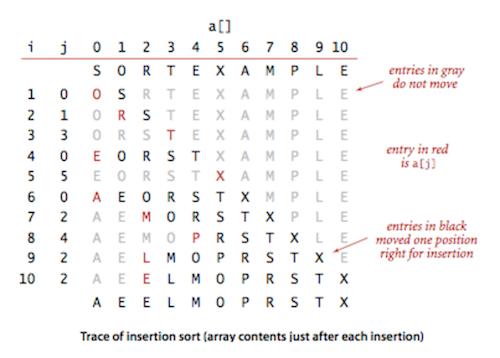 a[]
i j 0 1 2 3 4 5 6 7 8 9 10
S O R T E X A M P L E
1 0 O S R T E X A M P L E
2 1 O R S T E X A M P L E
3 3 O R S T E X A M P L E
4 0 E O R S T X A M P L E
5 5 E O R S T X A M P L E
6 0 A E O R S T X M P L E
7 2 A E M O R S T X P L E
8 4 A E M O P R S T X L E
9 2 A E L M O P R S T X E
10 2 A E E L M O P R S T X
A E E L M O P R S T X
entries in gray
do not move
entry in red
is a[j]
entries in black
moved one position
right for insertion
Trace of insertion sort (array contents just after each insertion)